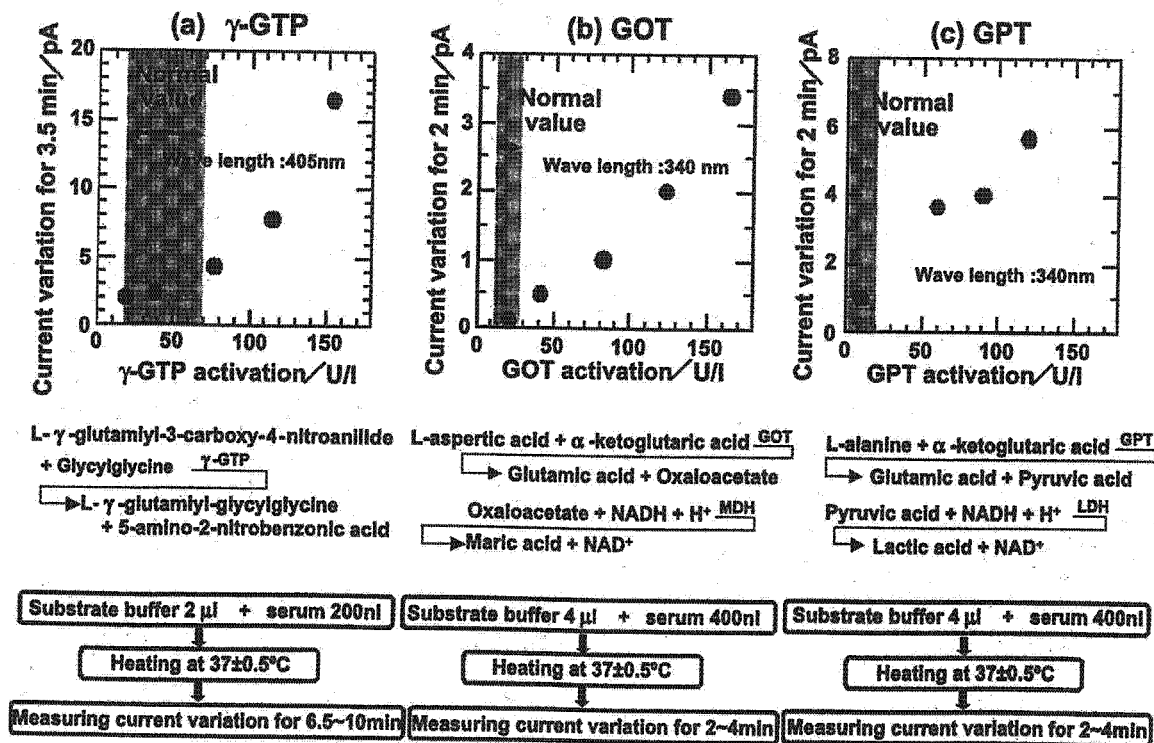 (a) γ-GTP
Current variation for 3.5 min/pA
20
15
10
5
0
Normal
value
Wave length :405nm
0 50 100 150
γ-GTP activation/U/l
(b) GOT
Current variation for 2 min/pA
4
3
2
1
0
Normal
value
Wave length :340 nm
0 50 100 150
GOT activation/U/l
(c) GPT
Current variation for 2 min/pA
8
6
4
2
0
Normal
value
Wave length :340nm
0 50 100 150
GPT activation/U/l
L- γ-glutamiyl-3-carboxy-4-nitroanilide
+ Glycylglycine γ-GTP
L- γ-glutamiyl-glycylglycine
+ 5-amino-2-nitrobenzonic acid
L-aspertic acid + α -ketoglutaric acid GOT
Glutamic acid + Oxaloacetate
Oxaloacetate + NADH + H⁺ MDH
Maric acid + NAD⁺
L-alanine + α -ketoglutaric acid GPT
Glutamic acid + Pyruvic acid
Pyruvic acid + NADH + H⁺ LDH
Lactic acid + NAD⁺
Substrate buffer 2 μl + serum 200nl
Heating at 37±0.5°C
Measuring current variation for 6.5~10min
Substrate buffer 4 μl + serum 400nl
Heating at 37±0.5°C
Measuring current variation for 2~4min
Substrate buffer 4 μl + serum 400nl
Heating at 37±0.5°C
Measuring current variation for 2~4min